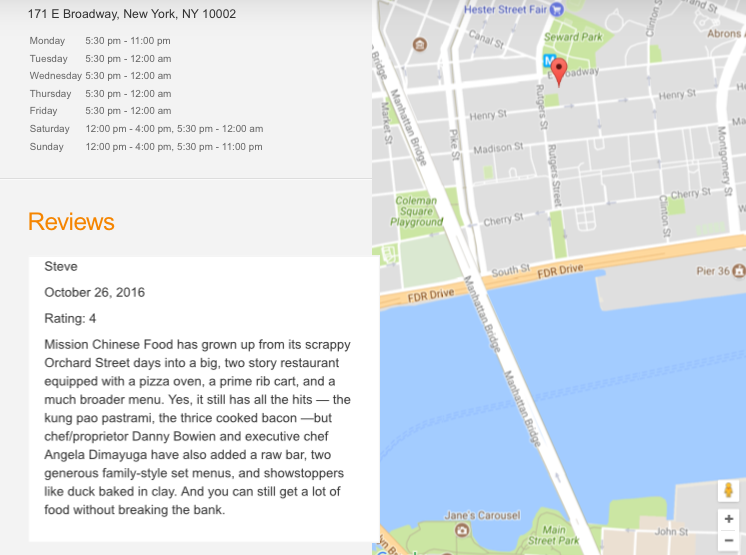 171 E Broadway, New York, NY 10002
Monday 5:30 pm - 11:00 pm
Tuesday 5:30 pm - 12:00 am
Wednesday 5:30 pm - 12:00 am
Thursday 5:30 pm - 12:00 am
Friday 5:30 pm - 12:00 am
Saturday 12:00 pm - 4:00 pm, 5:30 pm - 12:00 am
Sunday 12:00 pm - 4:00 pm, 5:30 pm - 11:00 pm
Reviews
Steve
October 26, 2016
Rating: 4
Mission Chinese Food has grown up from its scrappy
Orchard Street days into a big, two story restaurant
equipped with a pizza oven, a prime rib cart, and a
much broader menu. Yes, it still has all the hits — the
kung pao pastrami, the thrice cooked bacon —but
chef/proprietor Danny Bowien and executive chef
Angela Dimayuga have also added a raw bar, two
generous family-style set menus, and showstoppers
like duck baked in clay. And you can still get a lot of
food without breaking the bank.
Hester Street Fair
Clinton St
Canal St
Seward Park
Abrons A
M
E Broadway
Manhattan Bridge
Market St
Pike St
Henry St
Rutgers St
Henry St
Madison St
Rutgers Street
Montgomery St
Cherry St
Clinton St
Coleman
Square
Playground
Cherry St
South St
FDR Drive
FDR Drive
Pier 36
Manhattan Bridge
Manhattan Bridge
Jane's Carousel
Main
Street Park
John St